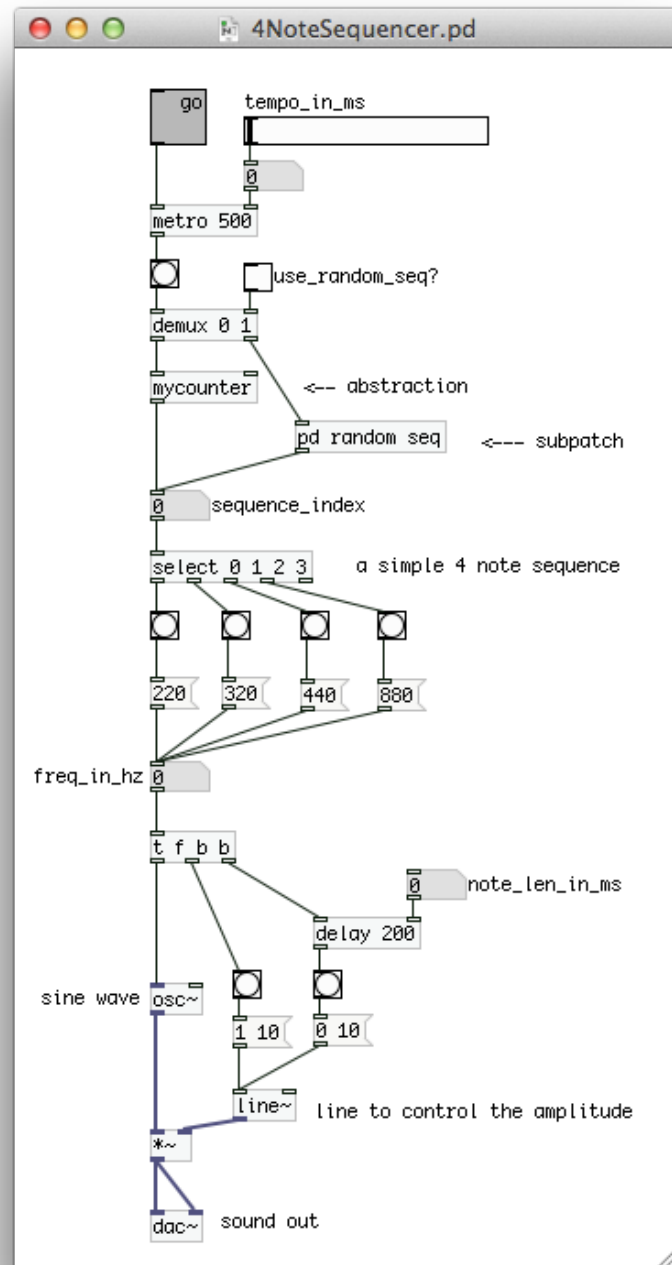 4NoteSequencer.pd
go
tempo_in_ms
0
metro 500
use_random_seq?
demux 0 1
mycounter
<-- abstraction
pd random seq
<--- subpatch
0
sequence_index
select 0 1 2 3
a simple 4 note sequence
220
320
440
880
freq_in_hz
0
t f b b
0
note_len_in_ms
delay 200
sine wave
osc~
1 10
0 10
line~
line to control the amplitude
*~
dac~
sound out